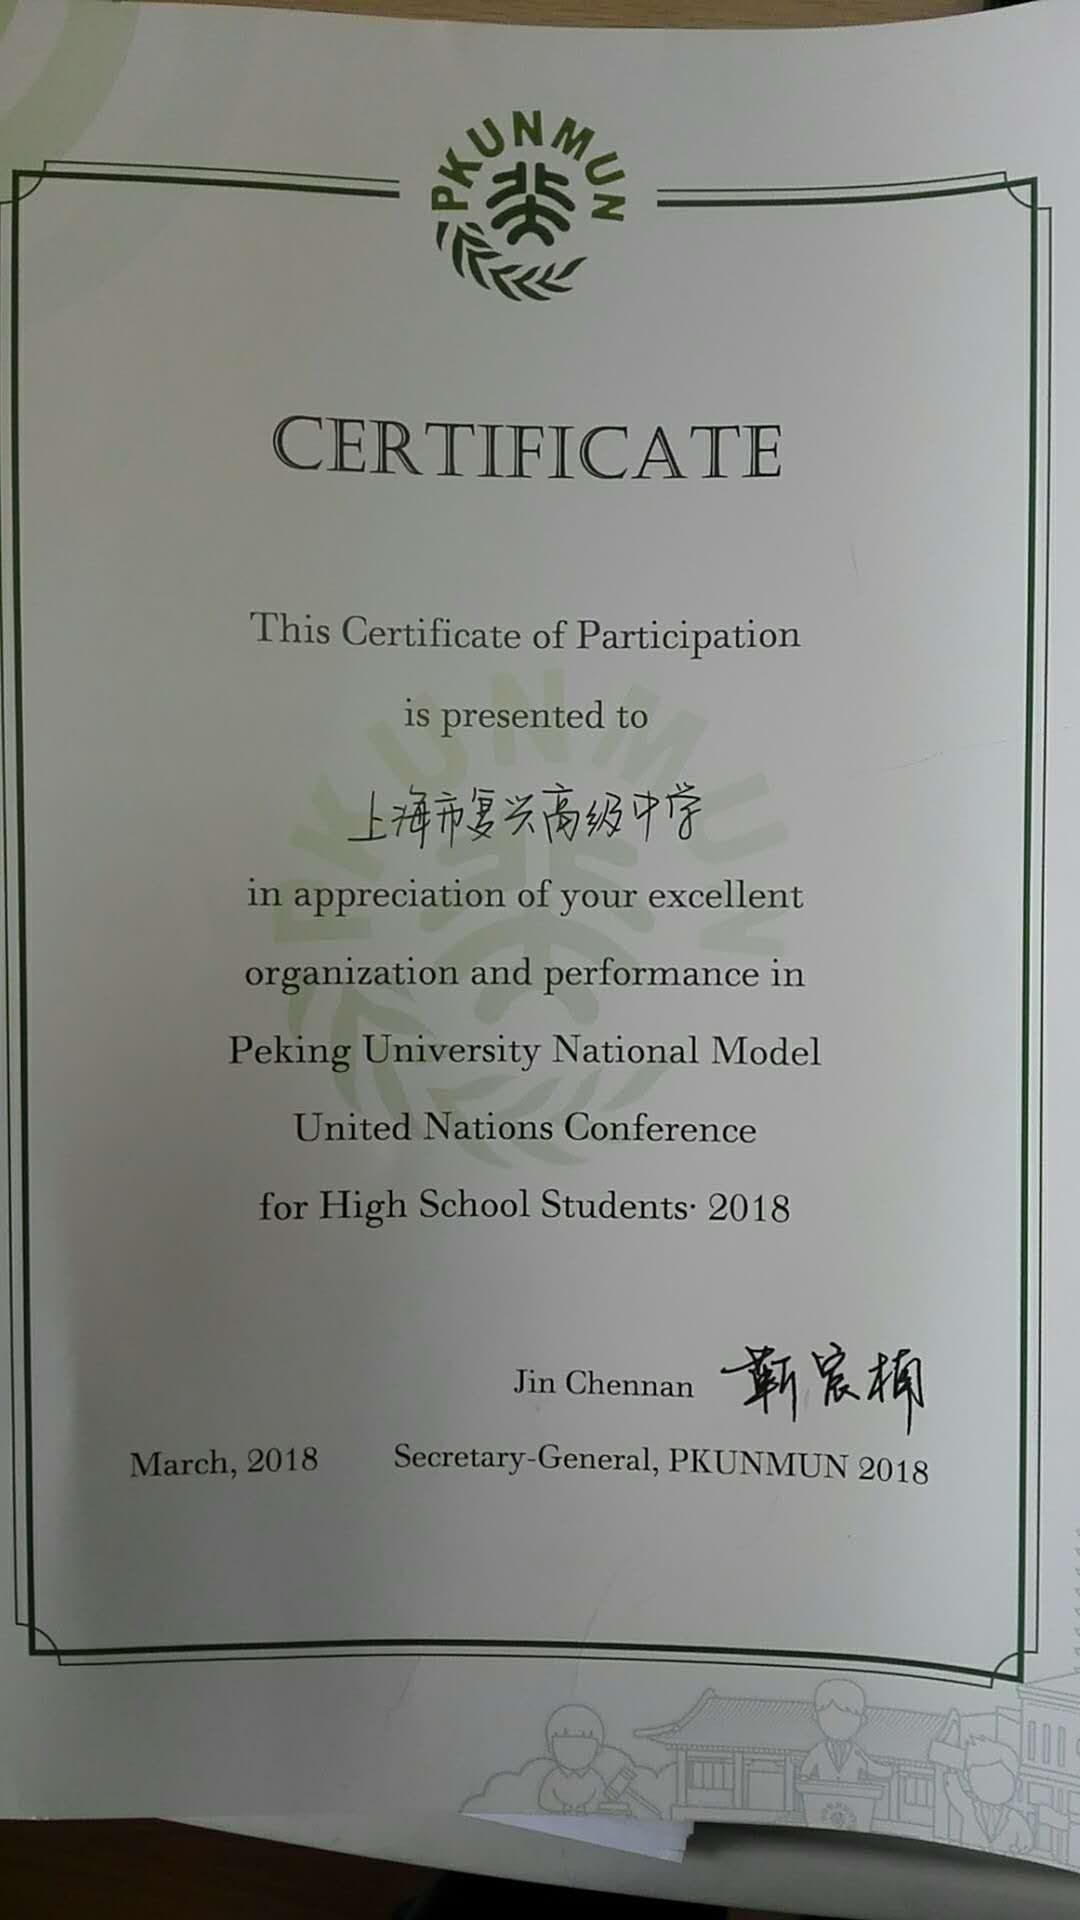 PKUNMUN
CERTIFICATE
This Certificate of Participation
is presented to
上海市复兴高级中学
in appreciation of your excellent
organization and performance in
Peking University National Model
United Nations Conference
for High School Students· 2018
Jin Chennan 靳宸楠
March, 2018 Secretary-General, PKUNMUN 2018